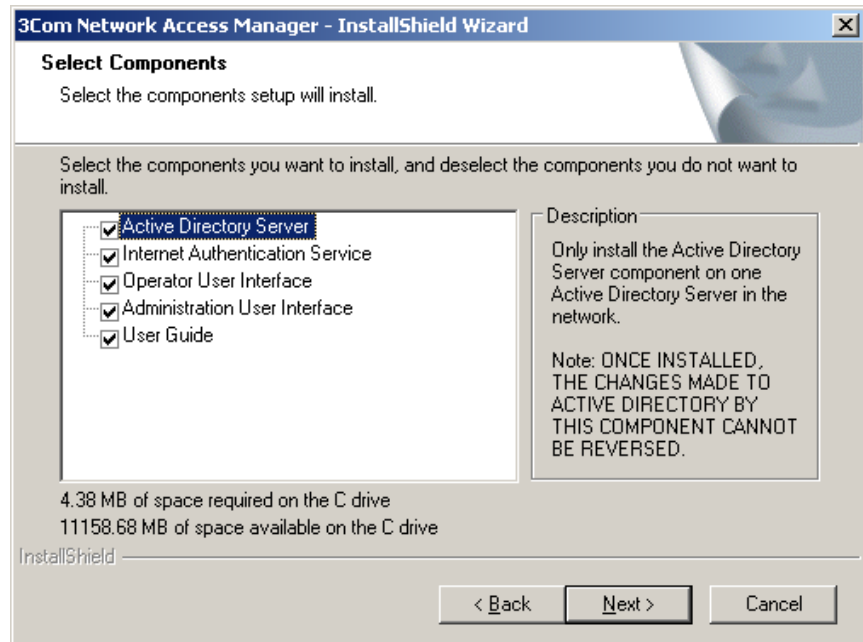 3Com Network Access Manager - InstallShield Wizard
Select Components
Select the components setup will install.
Select the components you want to install, and deselect the components you do not want to
install.
Active Directory Server
Internet Authentication Service
Operator User Interface
Administration User Interface
User Guide
Description
Only install the Active Directory
Server component on one
Active Directory Server in the
network.
Note: ONCE INSTALLED,
THE CHANGES MADE TO
ACTIVE DIRECTORY BY
THIS COMPONENT CANNOT
BE REVERSED.
4.38 MB of space required on the C drive
11158.68 MB of space available on the C drive
InstallShield
< Back
Next >
Cancel